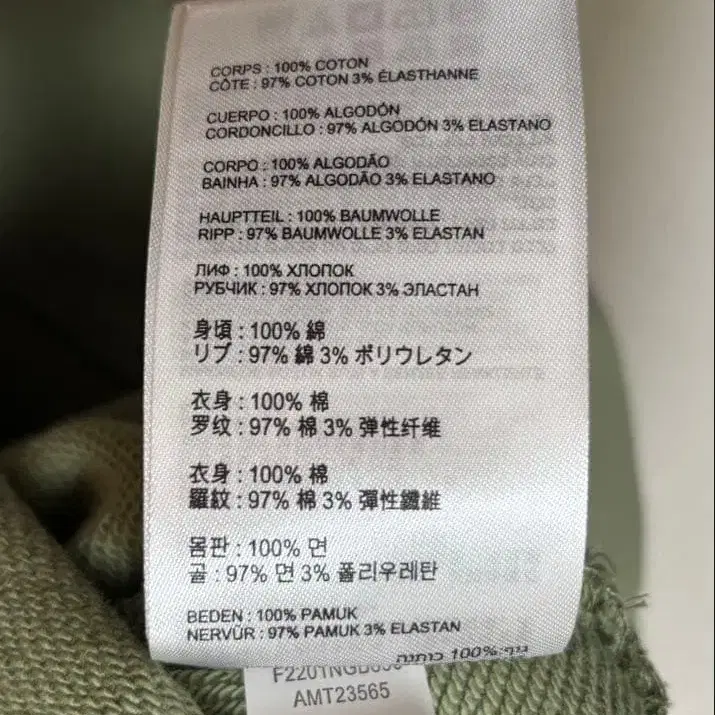 CORPS : 100% COTON
CÔTE : 97% COTON 3% ÉLASTHANNE
CUERPO : 100% ALGODÓN
CORDONCILLO : 97% ALGODÓN 3% ELASTANO
CORPO : 100% ALGODÃO
BAINHA : 97% ALGODÃO 3% ELASTANO
HAUPTTEIL : 100% BAUMWOLLE
RIPP : 97% BAUMWOLLE 3% ELASTAN
ЛИФ : 100% ХЛОПОК
РУБЧИК : 97% ХЛОПОК 3% ЭЛАСТАН
身頃 : 100% 綿
リブ : 97% 綿 3% ポリウレタン
衣身 : 100% 棉
罗纹 : 97% 棉 3% 弹性纤维
衣身 : 100% 棉
羅紋 : 97% 棉 3% 彈性纖維
몸판 : 100% 면
골 : 97% 면 3% 폴리우레탄
BEDEN : 100% PAMUK
NERVÜR : 97% PAMUK 3% ELASTAN
גוף: 100% כותנה
AMT23565